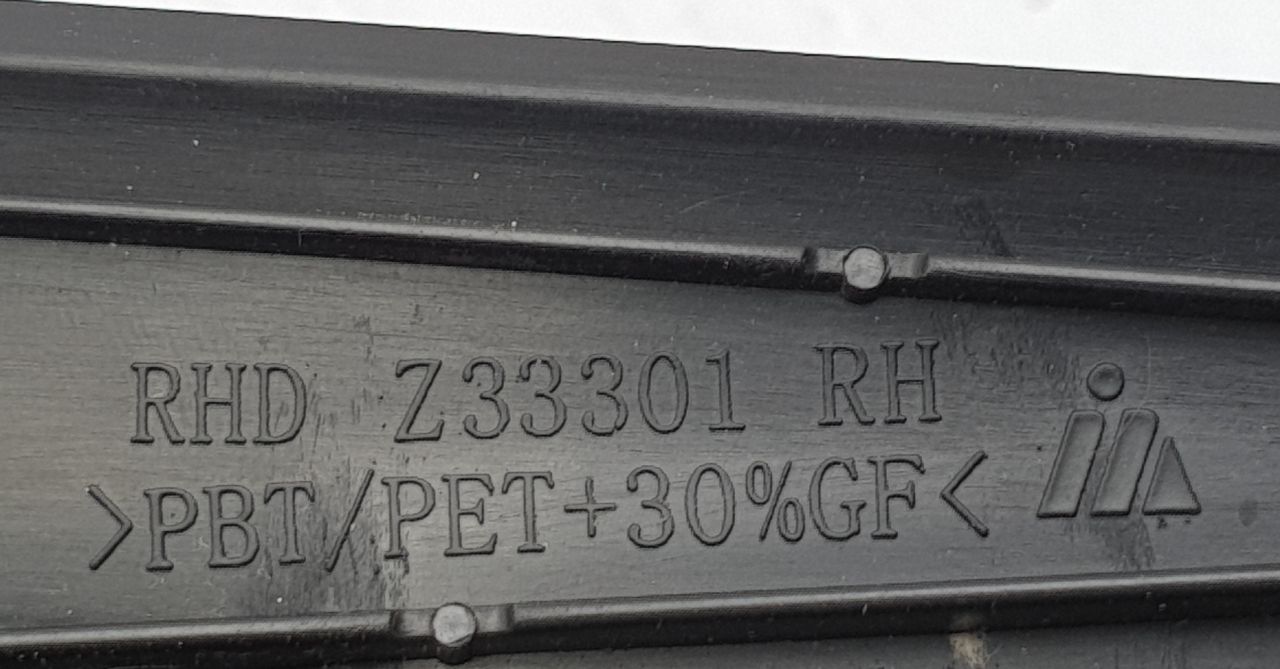 RHD Z33301 RH
>PBT/PET+30%GF<